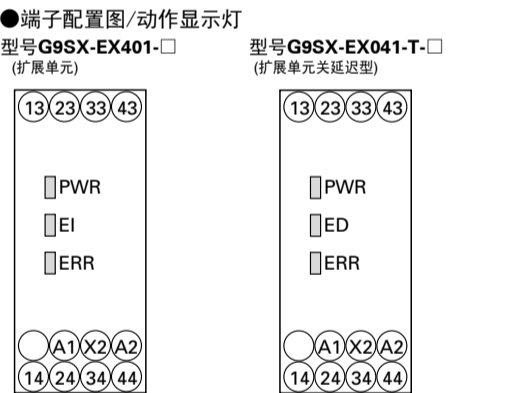 ●端子配置图/动作显示灯
型号G9SX-EX401-□ 型号G9SX-EX041-T-□
(扩展单元) (扩展单元关延迟型)
13 23 33 43 13 23 33 43
PWR PWR
EI ED
ERR ERR
A1 X2 A2 A1 X2 A2
14 24 34 44 14 24 34 44